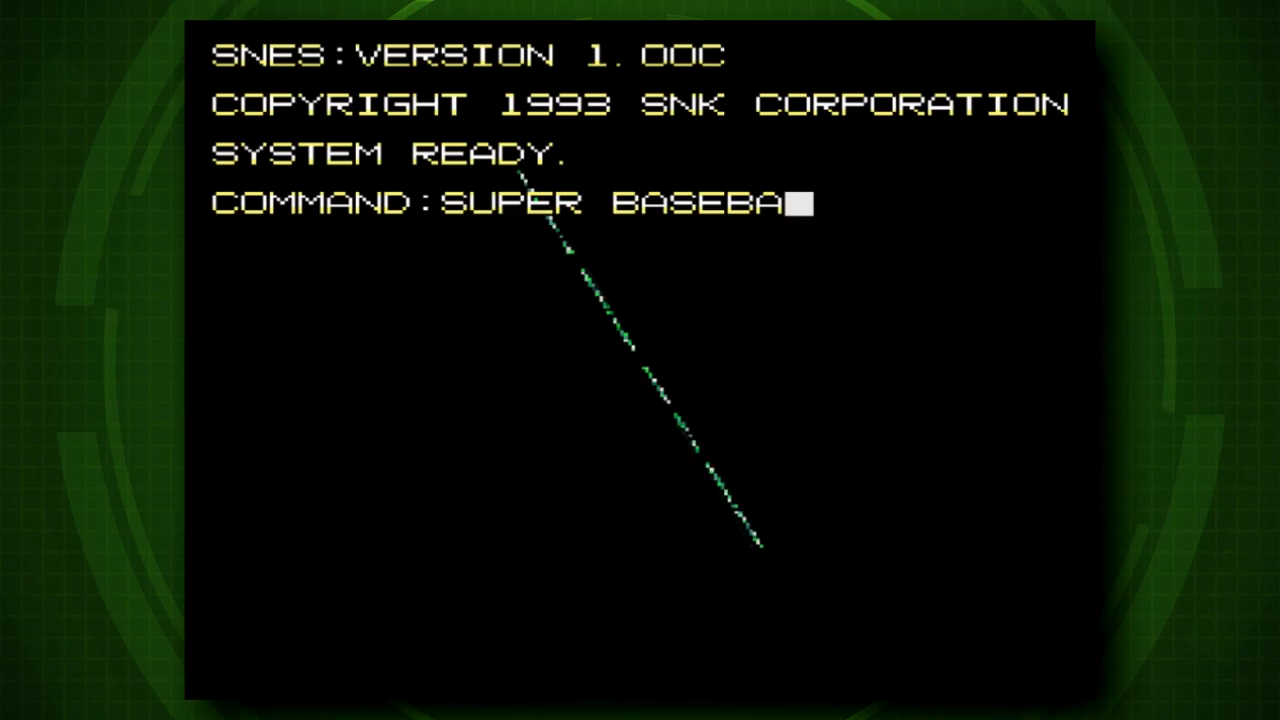 SNES:VERSION 1.00C
COPYRIGHT 1993 SNK CORPORATION
SYSTEM READY.
COMMAND:SUPER BASEBA